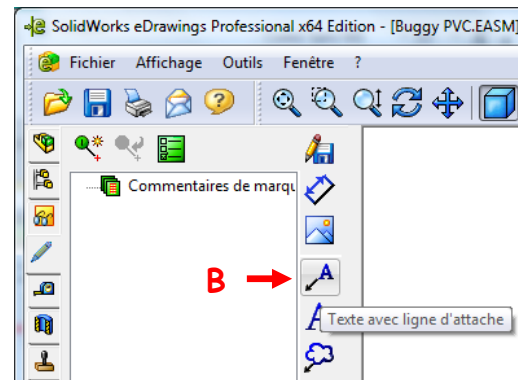 SolidWorks eDrawings Professional x64 Edition - [Buggy PVC.EASM]
Fichier Affichage Outils Fenêtre ?
Commentaires de marqu
B
A
Texte avec ligne d'attache